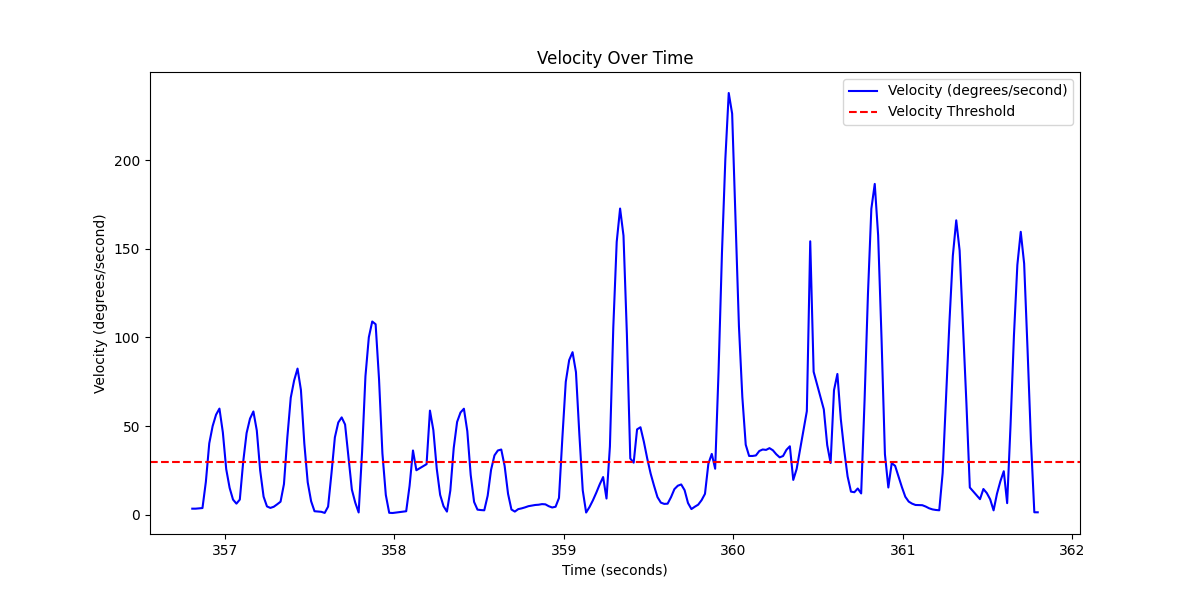 Velocity Over Time
Velocity (degrees/second)
Velocity Threshold
Velocity (degrees/second)
200
150
100
50
0
357 358 359 360 361 362
Time (seconds)